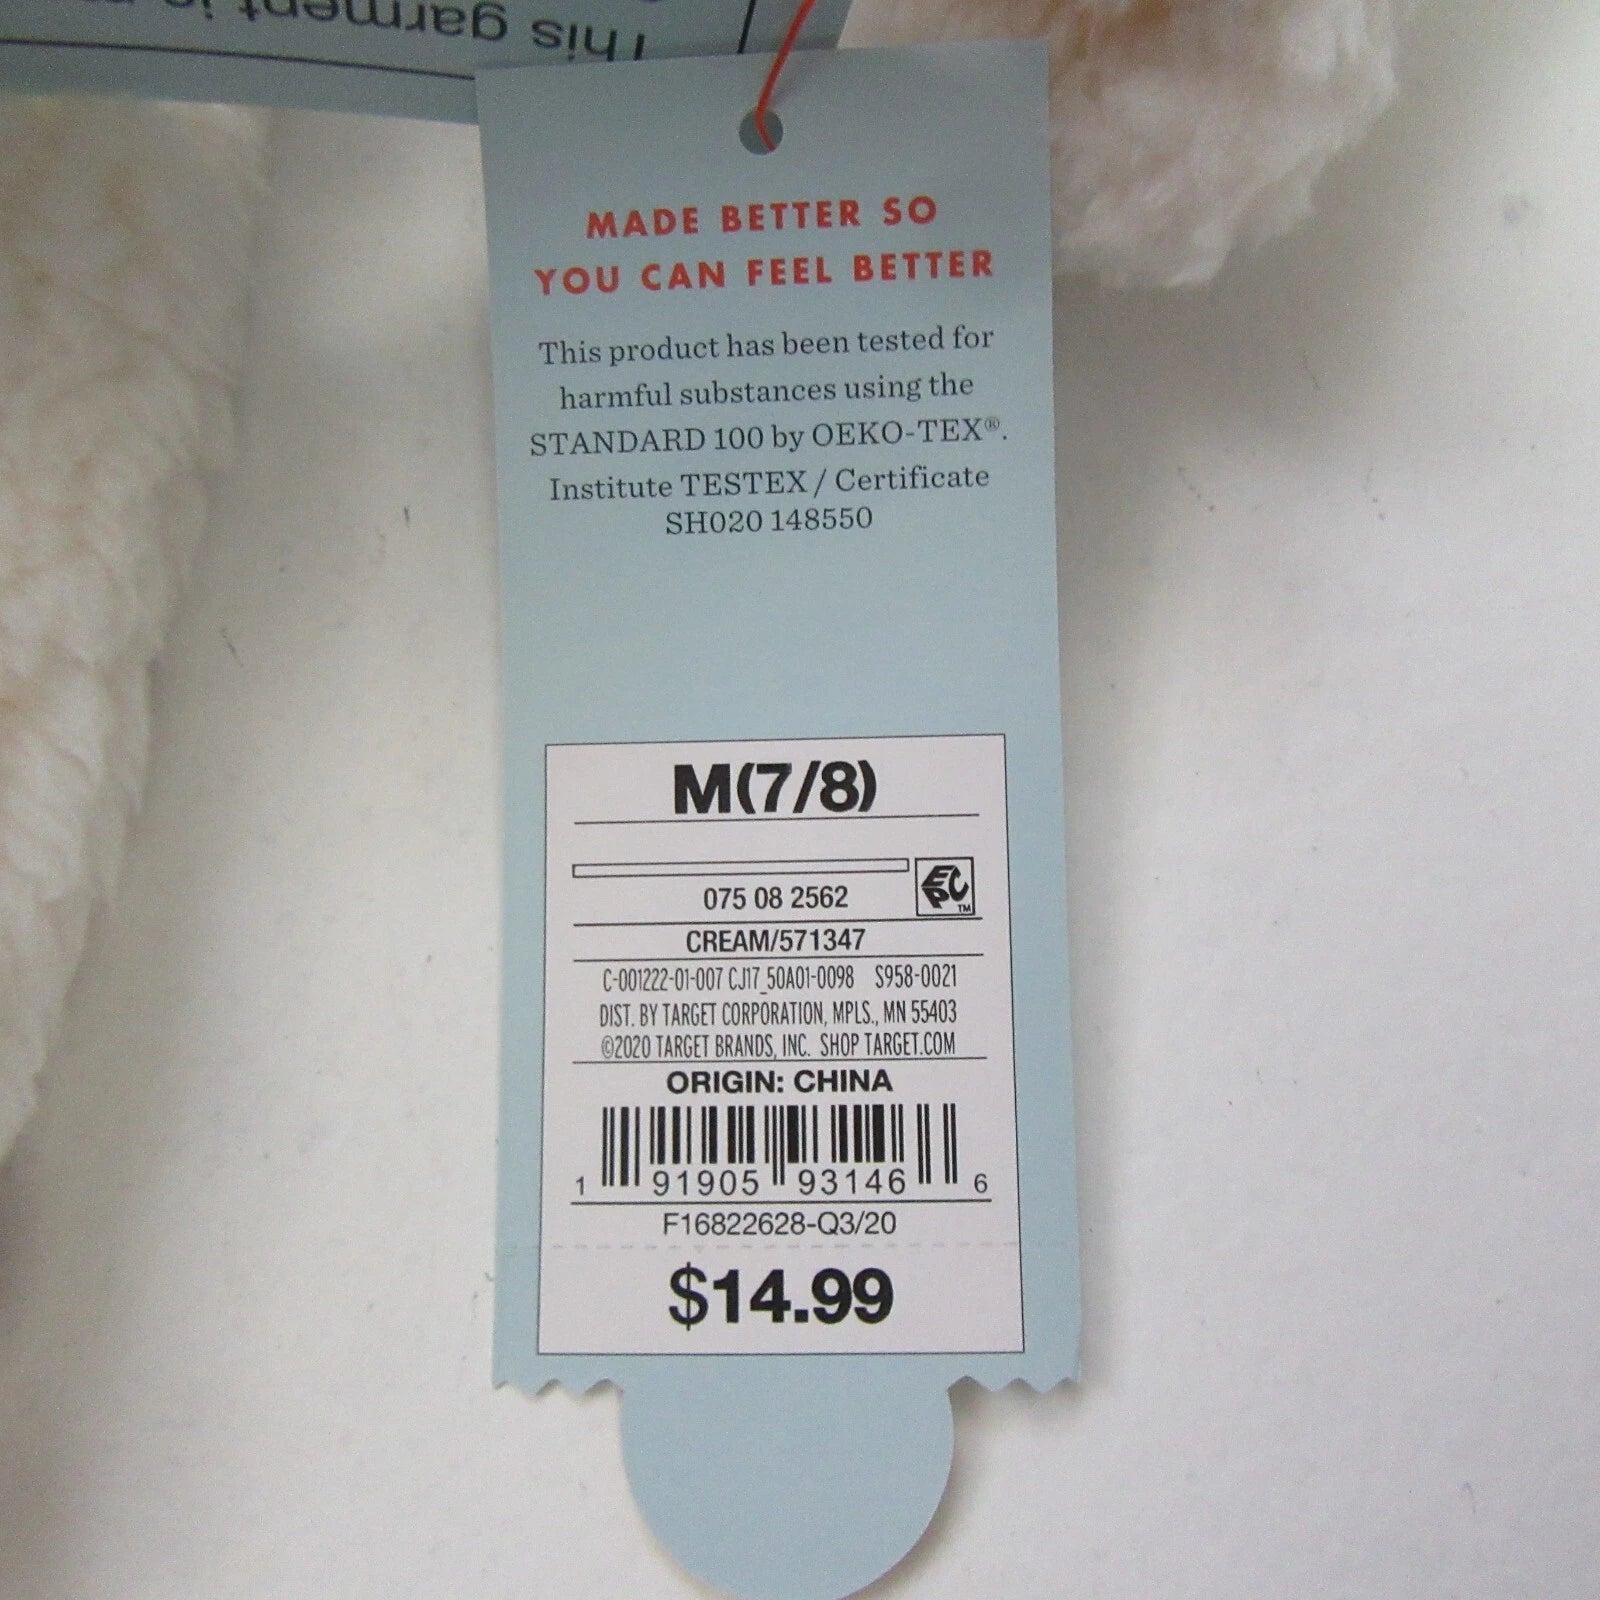 This garment is
MADE BETTER SO
YOU CAN FEEL BETTER
This product has been tested for
harmful substances using the
STANDARD 100 by OEKO-TEX®.
Institute TESTEX / Certificate
SH020 148550
M(7/8)
EPC™
075 08 2562
CREAM/571347
C-001222-01-007 CJ17_50A01-0098 S958-0021
DIST. BY TARGET CORPORATION, MPLS., MN 55403
©2020 TARGET BRANDS, INC. SHOP TARGET.COM
ORIGIN: CHINA
1 91905 93146 6
F16822628-Q3/20
$14.99